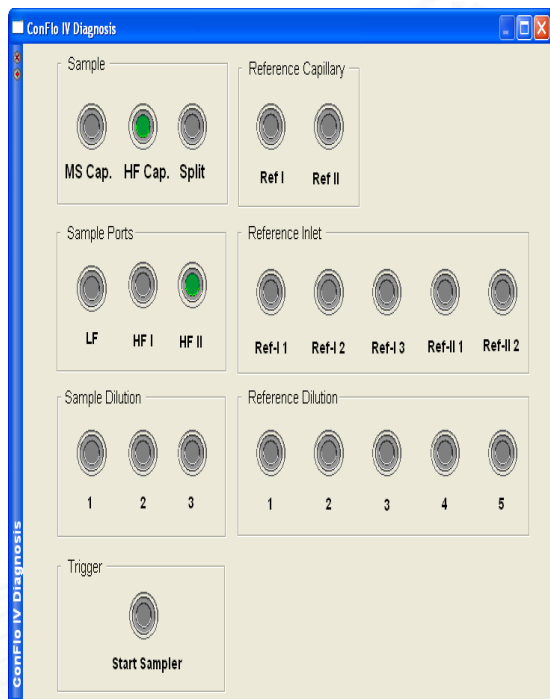 ConFlo IV Diagnosis
Sample
MS Cap. HF Cap. Split
Reference Capillary
Ref I Ref II
Sample Ports
LF HF I HF II
Reference Inlet
Ref-I 1 Ref-I 2 Ref-I 3 Ref-II 1 Ref-II 2
Sample Dilution
1 2 3
Reference Dilution
1 2 3 4 5
Trigger
Start Sampler
ConFlo IV Diagnosis